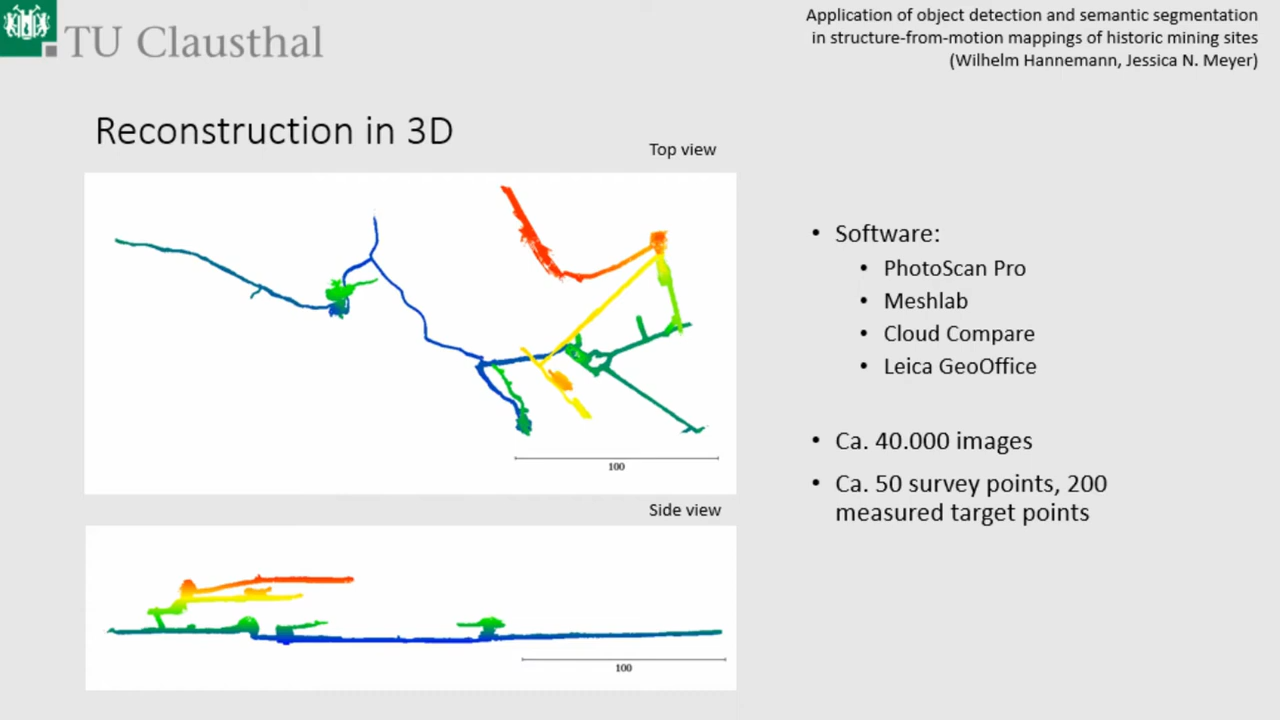 TU Clausthal
Application of object detection and semantic segmentation
in structure-from-motion mappings of historic mining sites
(Wilhelm Hannemann, Jessica N. Meyer)
Reconstruction in 3D
Top view
100
Side view
100
• Software:
• PhotoScan Pro
• Meshlab
• Cloud Compare
• Leica GeoOffice
• Ca. 40.000 images
• Ca. 50 survey points, 200
measured target points